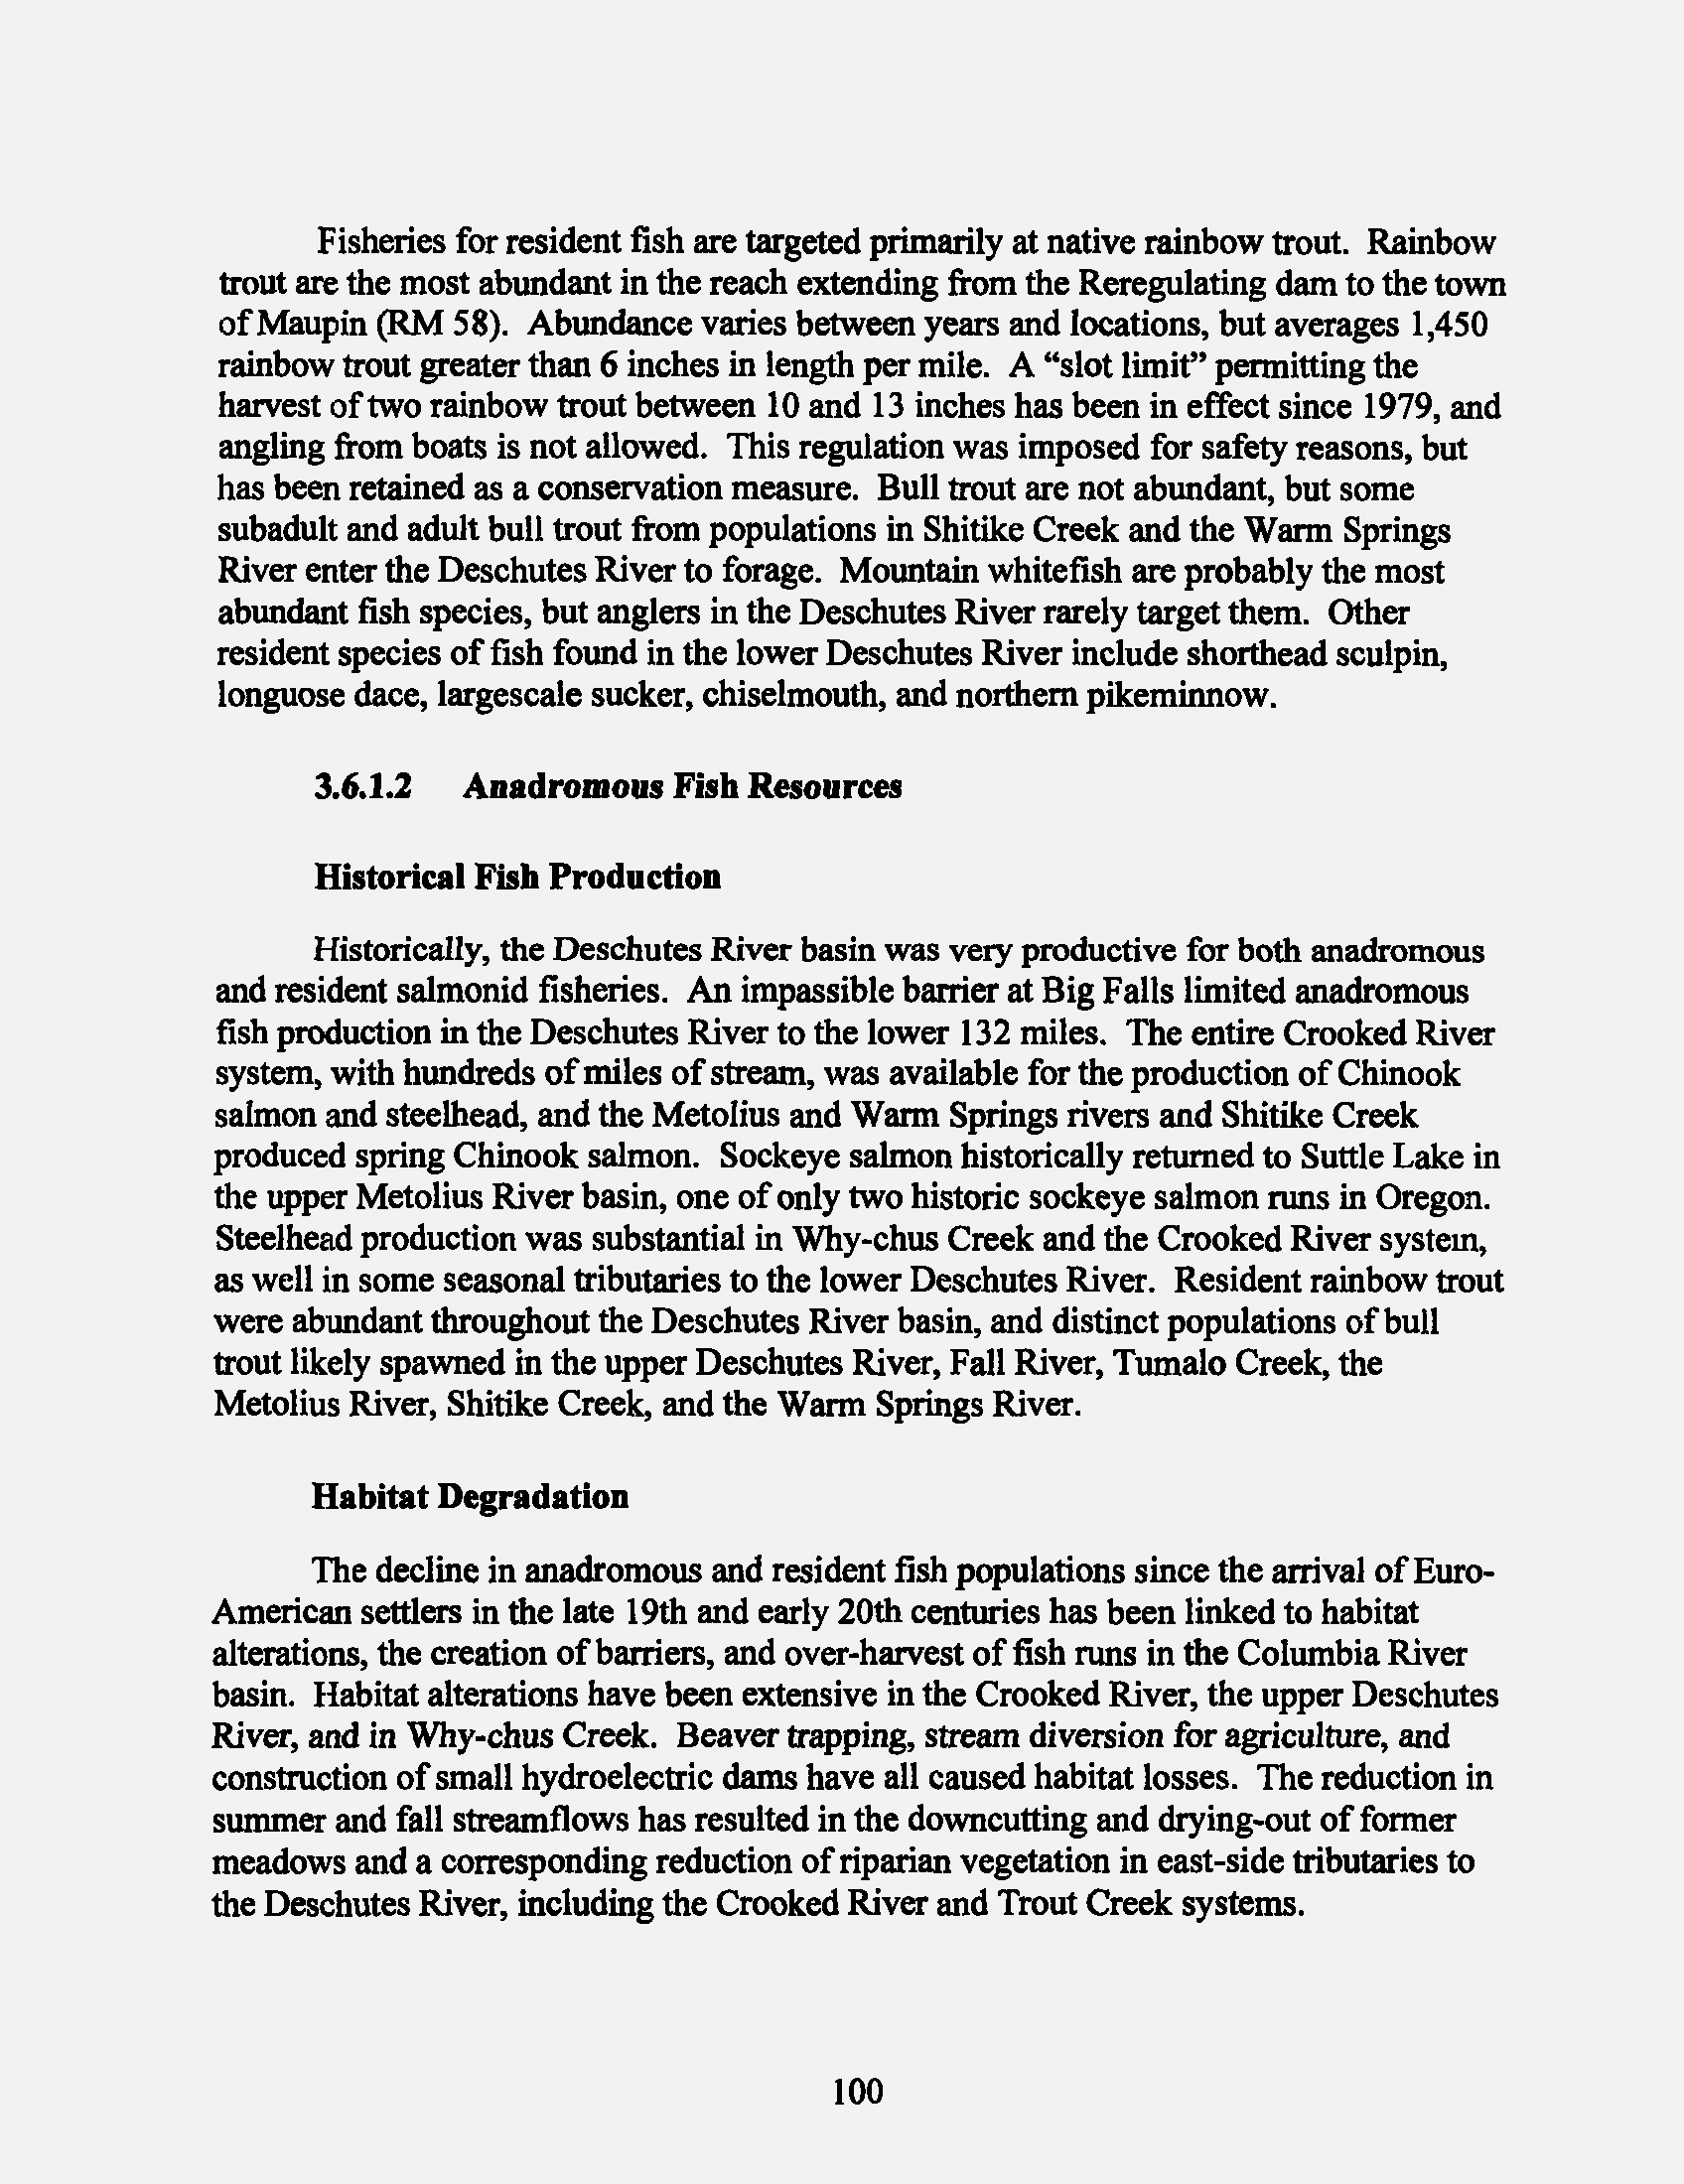 Fisheries for resident fish are targeted primarily at native rainbow trout. Rainbow
trout are the most abundant in the reach extending from the Reregulating dam to the town
of Maupin (RM 58). Abundance varies between years and locations, but averages 1,450
rainbow trout greater than 6 inches in length per mile. A “slot limit” permitting the
harvest of two rainbow trout between 10 and 13 inches has been in effect since 1979, and
angling from boats is not allowed. This regulation was imposed for safety reasons, but
has been retained as a conservation measure. Bull trout are not abundant, but some
subadult and adult bull trout from populations in Shitike Creek and the Warm Springs
River enter the Deschutes River to forage. Mountain whitefish are probably the most
abundant fish species, but anglers in the Deschutes River rarely target them. Other
resident species of fish found in the lower Deschutes River include shorthead sculpin,
longuose dace, largescale sucker, chiselmouth, and northern pikeminnow.
3.6.1.2 Anadromous Fish Resources
Historical Fish Production
Historically, the Deschutes River basin was very productive for both anadromous
and resident salmonid fisheries. An impassible barrier at Big Falls limited anadromous
fish production in the Deschutes River to the lower 132 miles. The entire Crooked River
system, with hundreds of miles of stream, was available for the production of Chinook
salmon and steelhead, and the Metolius and Warm Springs rivers and Shitike Creek
produced spring Chinook salmon. Sockeye salmon historically returned to Suttle Lake in
the upper Metolius River basin, one of only two historic sockeye salmon runs in Oregon.
Steelhead production was substantial in Why-chus Creek and the Crooked River system,
as well in some seasonal tributaries to the lower Deschutes River. Resident rainbow trout
were abundant throughout the Deschutes River basin, and distinct populations of bull
trout likely spawned in the upper Deschutes River, Fall River, Tumalo Creek, the
Metolius River, Shitike Creek, and the Warm Springs River.
Habitat Degradation
The decline in anadromous and resident fish populations since the arrival of Euro-
American settlers in the late 19th and early 20th centuries has been linked to habitat
alterations, the creation of barriers, and over-harvest of fish runs in the Columbia River
basin. Habitat alterations have been extensive in the Crooked River, the upper Deschutes
River, and in Why-chus Creek. Beaver trapping, stream diversion for agriculture, and
construction of small hydroelectric dams have all caused habitat losses. The reduction in
summer and fall streamflows has resulted in the downcutting and drying-out of former
meadows and a corresponding reduction of riparian vegetation in east-side tributaries to
the Deschutes River, including the Crooked River and Trout Creek systems.
100